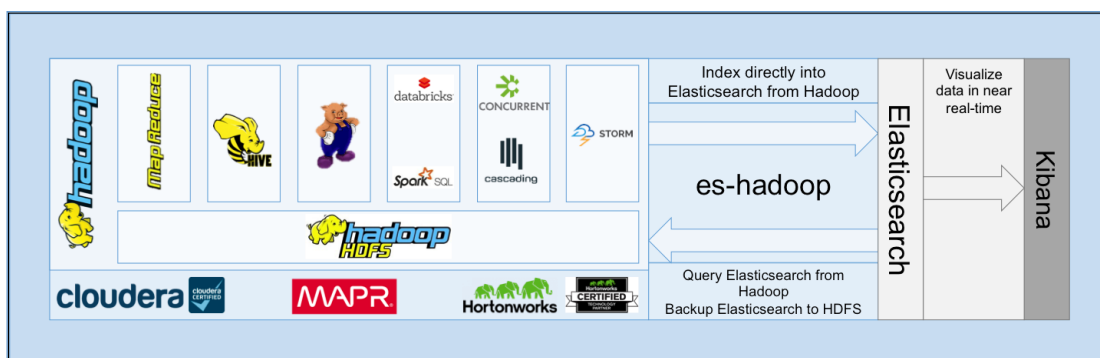 hadoop
Map Reduce
HIVE
databricks
Spark SQL
CONCURRENT
cascading
STORM
hadoop
HDFS
cloudera
cloudera
CERTIFIED
MAPR
Hortonworks
Hortonworks
CERTIFIED
TECHNOLOGY
PARTNER
Index directly into
Elasticsearch from Hadoop
es-hadoop
Query Elasticsearch from
Hadoop
Backup Elasticsearch to HDFS
Elasticsearch
Visualize
data in near
real-time
Kibana